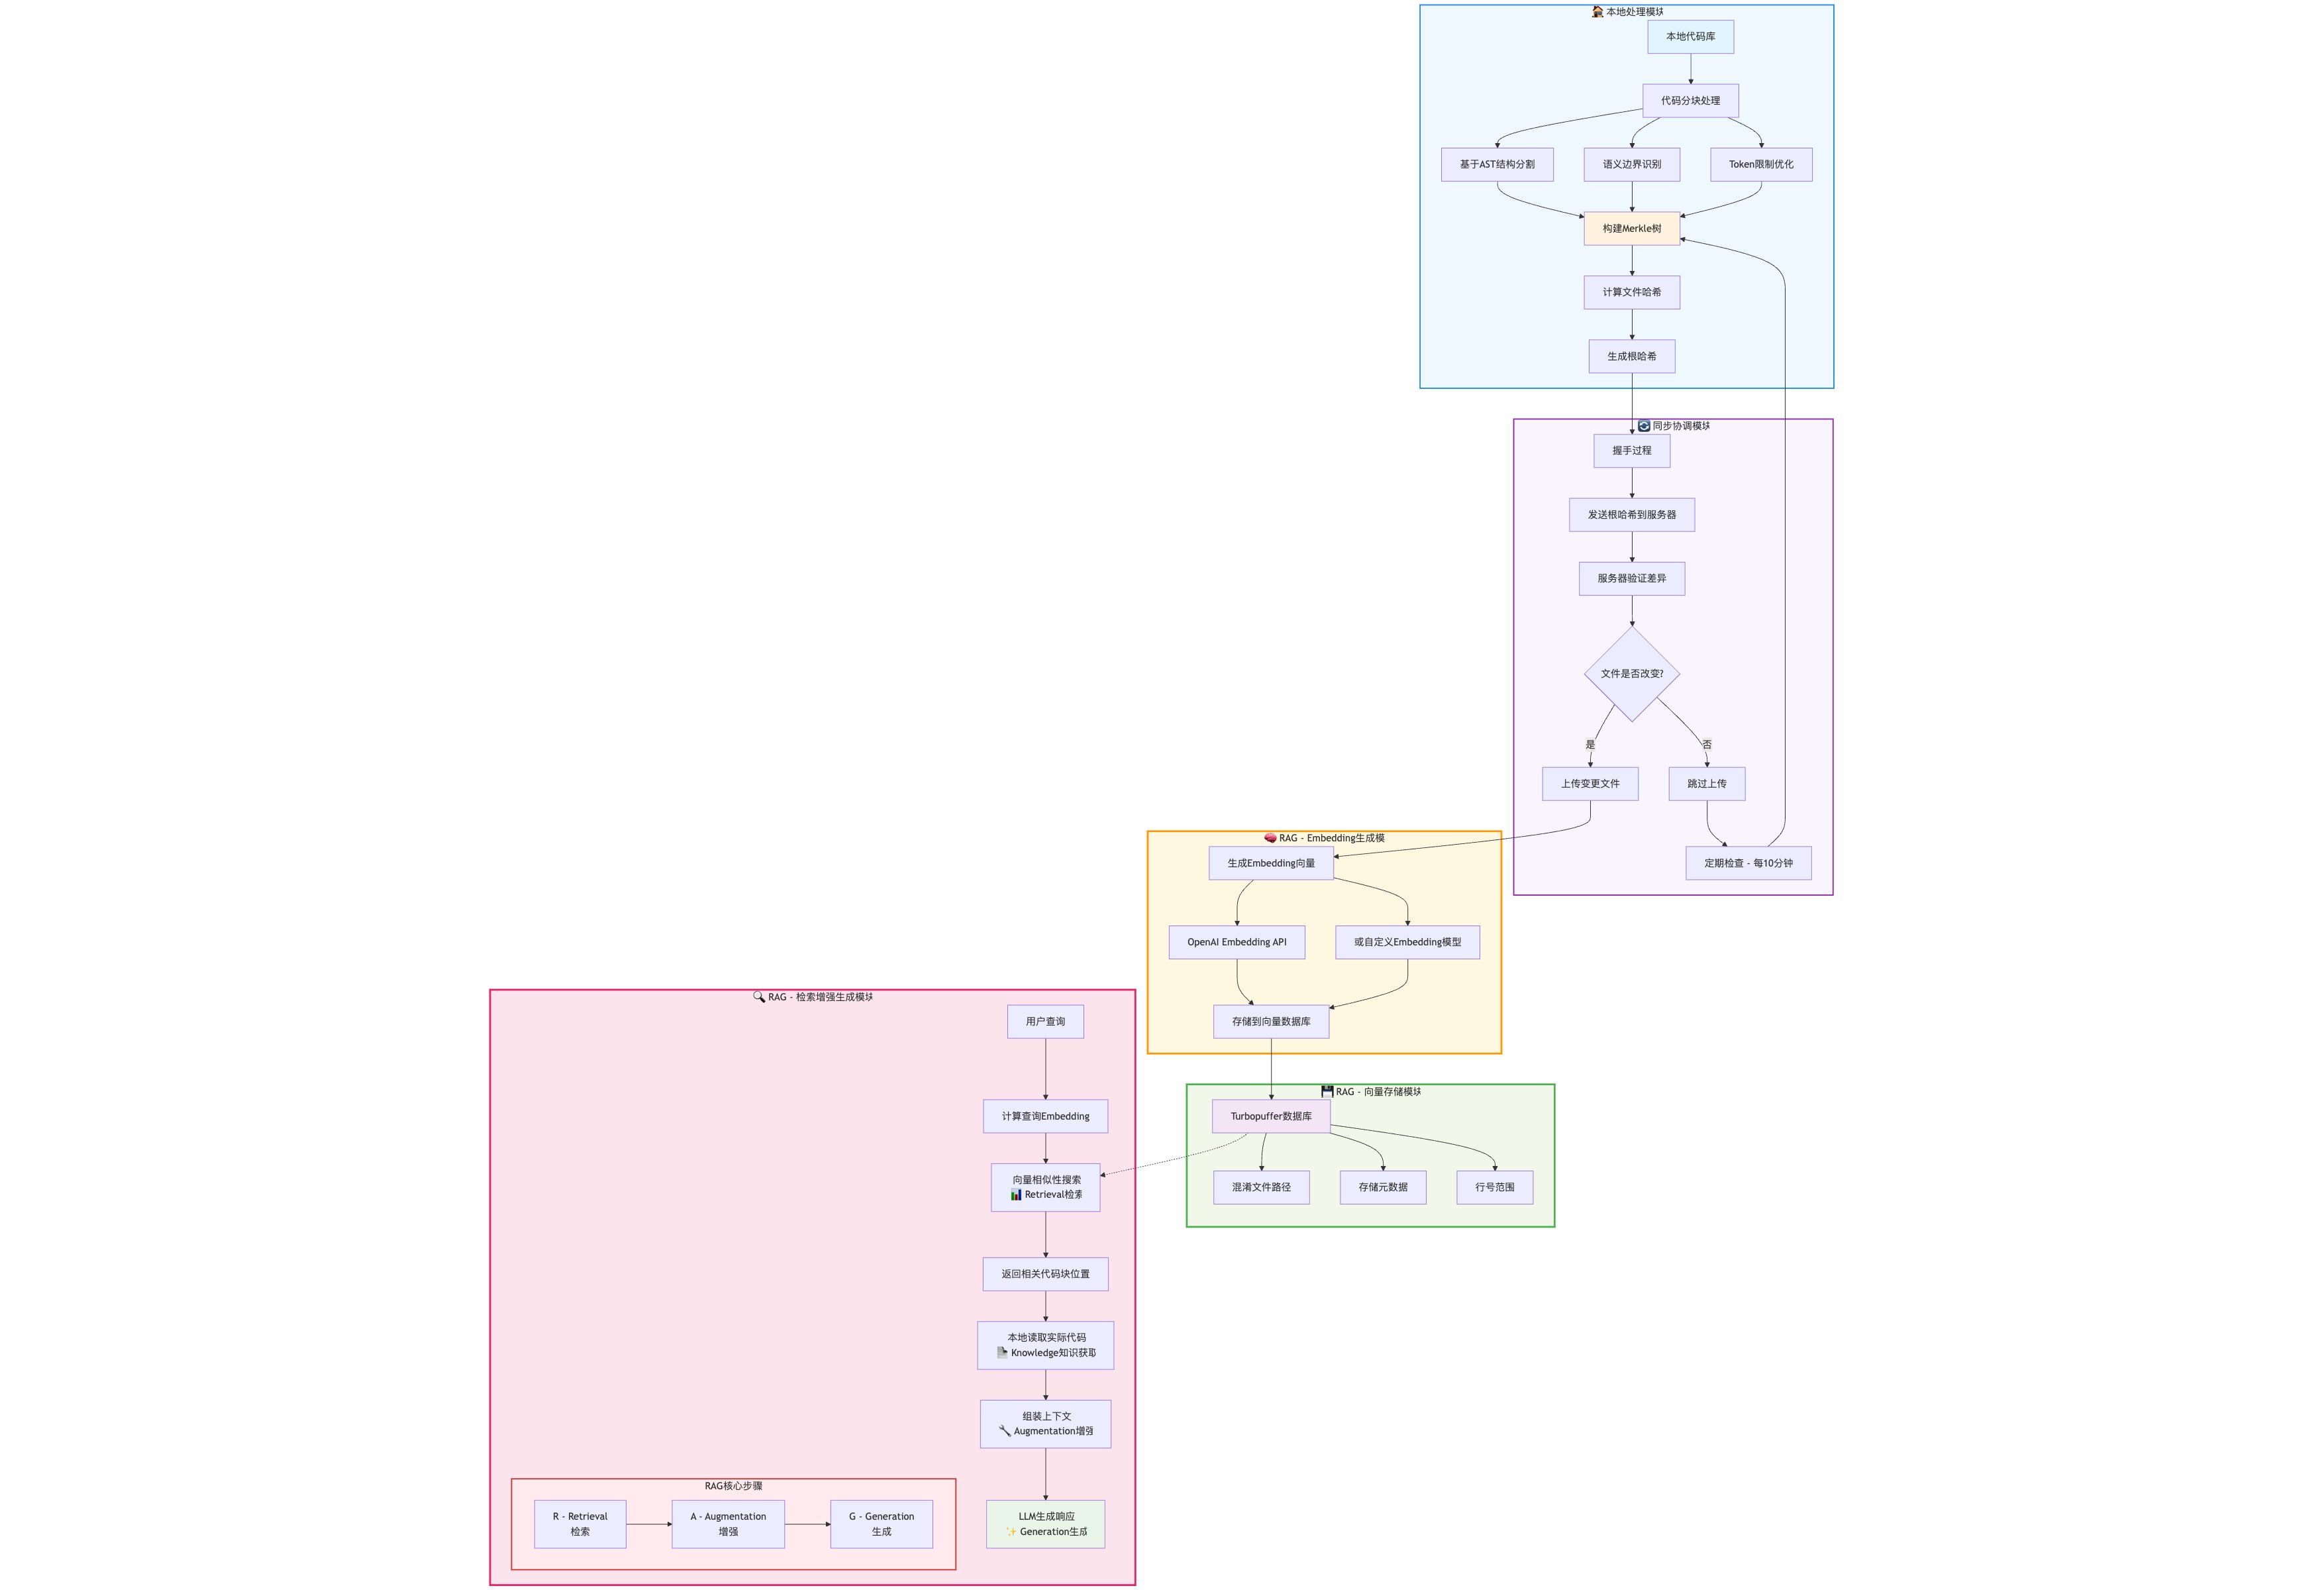 🏠 本地处理模块
本地代码库
代码分块处理
基于AST结构分割
语义边界识别
Token限制优化
构建Merkle树
计算文件哈希
生成根哈希
🔄 同步协调模块
握手过程
发送根哈希到服务器
服务器验证差异
文件是否改变?
是
否
上传变更文件
跳过上传
定期检查 - 每10分钟
🧠 RAG - Embedding生成模
生成Embedding向量
OpenAI Embedding API
或自定义Embedding模型
存储到向量数据库
💾 RAG - 向量存储模块
Turbopuffer数据库
混淆文件路径
存储元数据
行号范围
🔍 RAG - 检索增强生成模块
用户查询
计算查询Embedding
向量相似性搜索
📊 Retrieval检索
返回相关代码块位置
本地读取实际代码
📄 Knowledge知识获取
组装上下文
🔧 Augmentation增强
LLM生成响应
✨ Generation生成
RAG核心步骤
R - Retrieval
检索
A - Augmentation
增强
G - Generation
生成